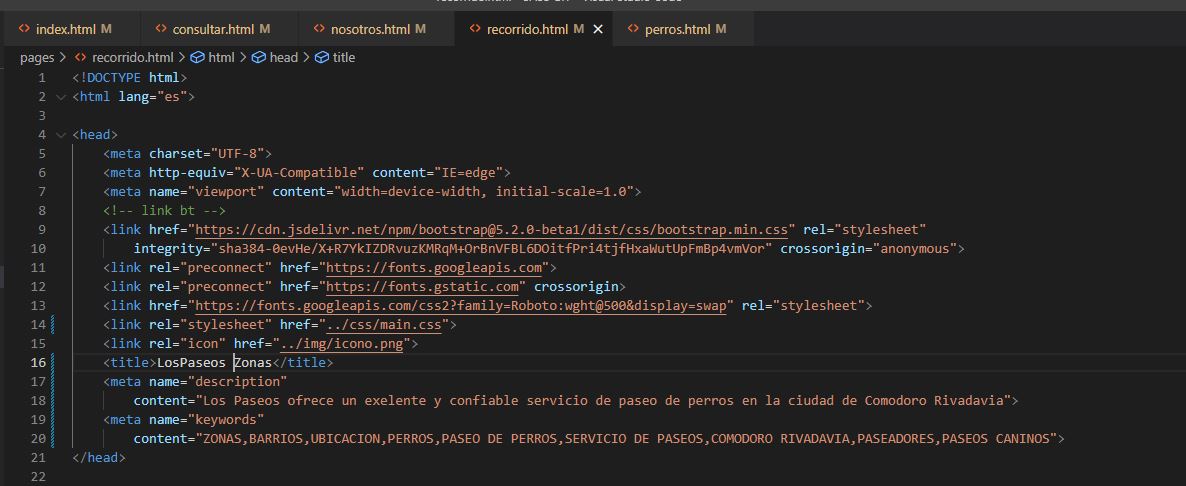 index.html M consultar.html M nosotros.html M recorrido.html M perros.html M
pages > recorrido.html > html > head > title
1 <!DOCTYPE html>
2 <html lang="es">
3
4 <head>
5 <meta charset="UTF-8">
6 <meta http-equiv="X-UA-Compatible" content="IE=edge">
7 <meta name="viewport" content="width=device-width, initial-scale=1.0">
8 <!-- link bt -->
9 <link href="https://cdn.jsdelivr.net/npm/bootstrap@5.2.0-beta1/dist/css/bootstrap.min.css" rel="stylesheet"
10 integrity="sha384-0evHe/X+R7YkIZDRvuzKMRqM+OrBnVFBL6DOitfPri4tjfHxaWutUpFmBp4vmVor" crossorigin="anonymous">
11 <link rel="preconnect" href="https://fonts.googleapis.com">
12 <link rel="preconnect" href="https://fonts.gstatic.com" crossorigin>
13 <link href="https://fonts.googleapis.com/css2?family=Roboto:wght@500&display=swap" rel="stylesheet">
14 <link rel="stylesheet" href="../css/main.css">
15 <link rel="icon" href="../img/icono.png">
16 <title>LosPaseos Zonas</title>
17 <meta name="description"
18 content="Los Paseos ofrece un exelente y confiable servicio de paseo de perros en la ciudad de Comodoro Rivadavia">
19 <meta name="keywords"
20 content="ZONAS,BARRIOS,UBICACION,PERROS,PASEO DE PERROS,SERVICIO DE PASEOS,COMODORO RIVADAVIA,PASEADORES,PASEOS CANINOS">
21 </head>
22